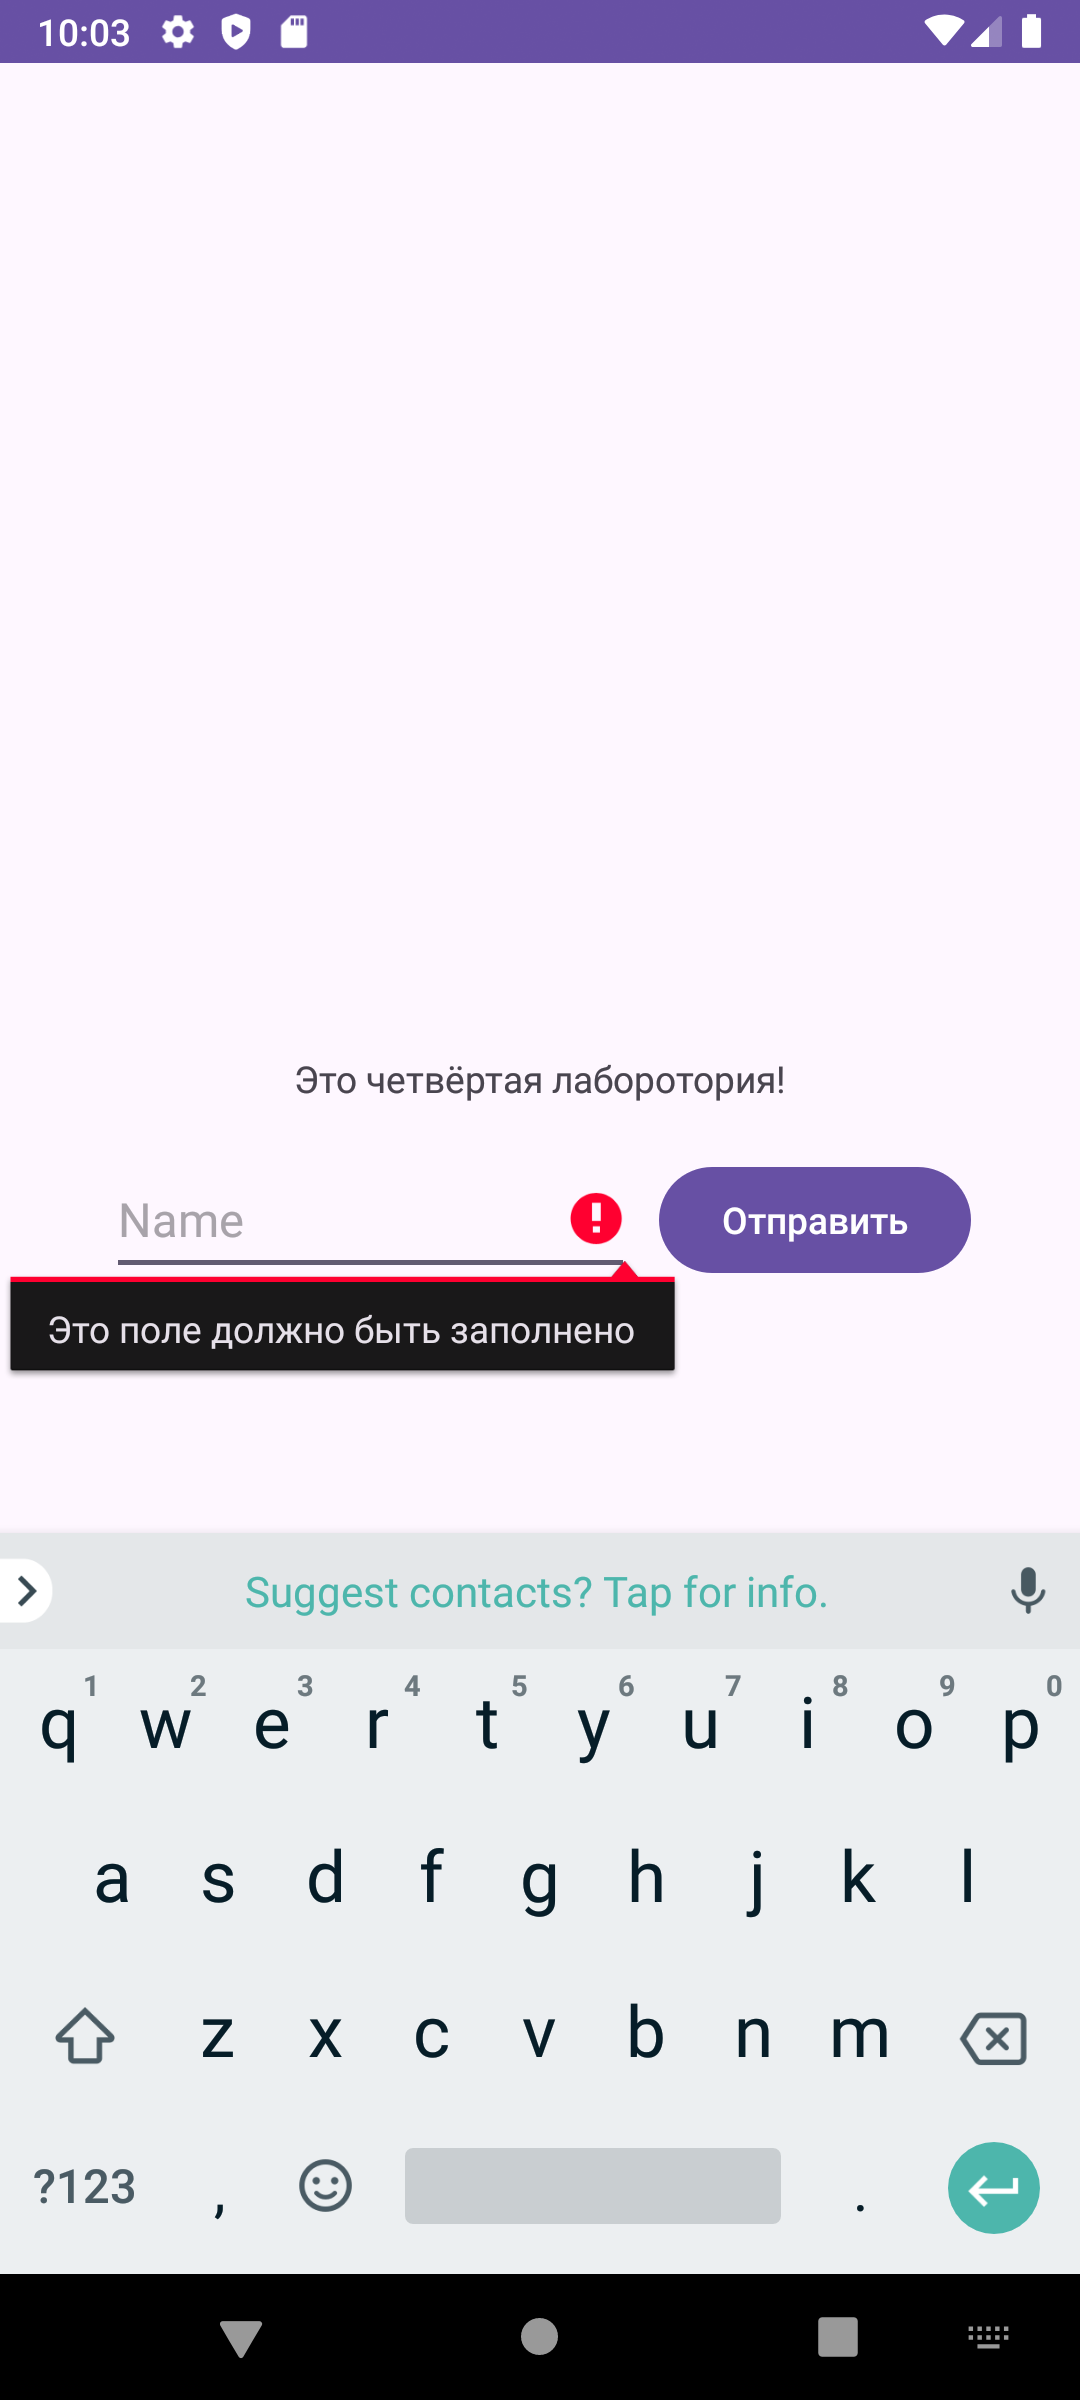 10:03
Это четвёртая лаборотория!
Name
Отправить
Это поле должно быть заполнено
Suggest contacts? Tap for info.
1 2 3 4 5 6 7 8 9 0
q w e r t y u i o p
a s d f g h j k l
z x c v b n m
?123 , .